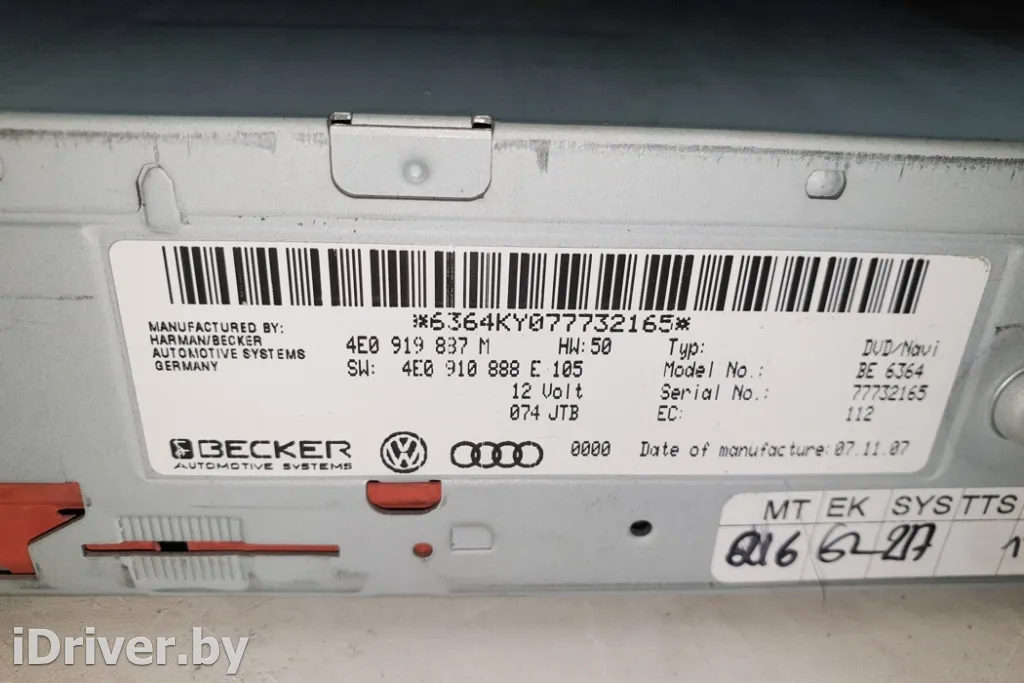 *6364KY077732165*
MANUFACTURED BY:
HARMAN/BECKER
AUTOMOTIVE SYSTEMS
GERMANY
4E0 919 887 M HW: 50
SW: 4E0 910 888 E 105
12 Volt
074 JTB
Typ: DVD/Navi
Model No.: BE 6364
Serial No.: 77732165
EC: 112
BECKER
AUTOMOTIVE SYSTEMS
0000 Date of manufacture: 07.11.07
MT EK SYS TTS
217
iDriver.by